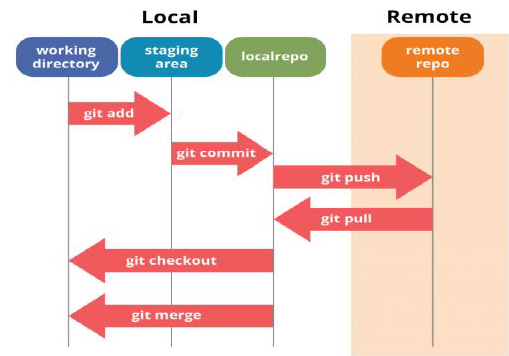 Local
Remote
working
directory
staging
area
localrepo
remote
repo
git add
git commit
git push
git pull
git checkout
git merge